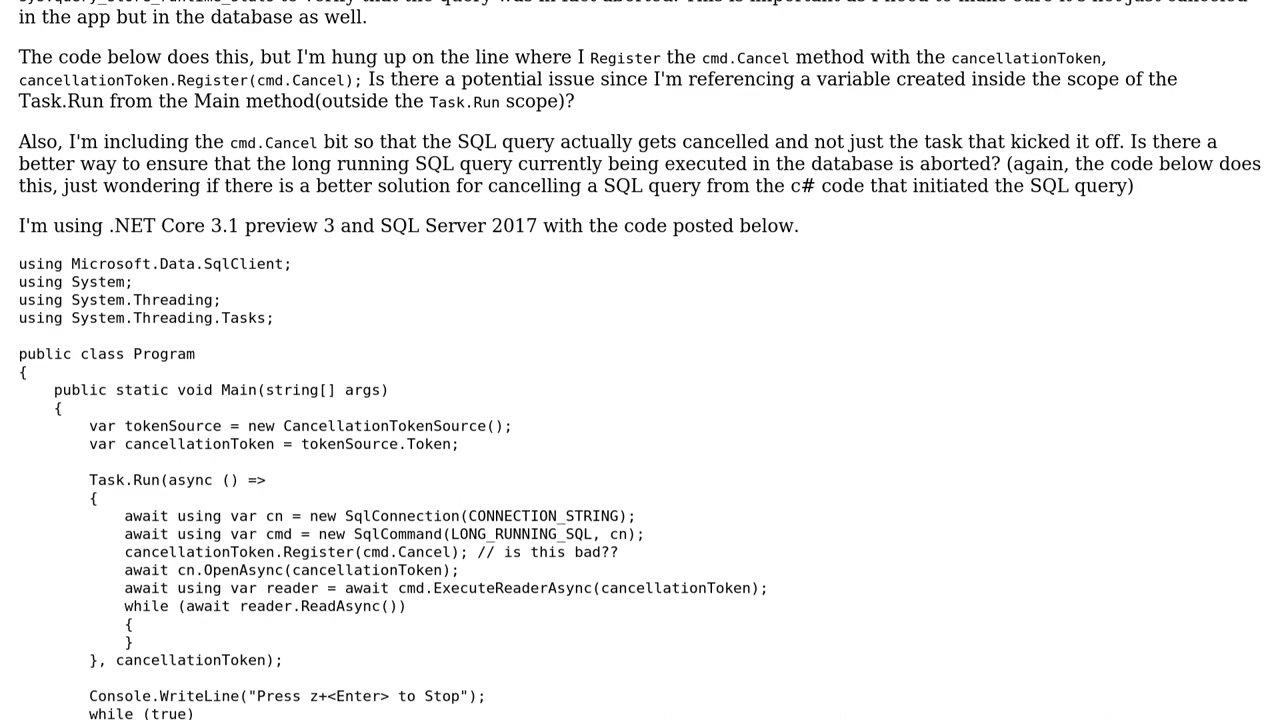 in the app but in the database as well.
The code below does this, but I'm hung up on the line where I Register the cmd.Cancel method with the cancellationToken,
cancellationToken.Register(cmd.Cancel); Is there a potential issue since I'm referencing a variable created inside the scope of the
Task.Run from the Main method(outside the Task.Run scope)?
Also, I'm including the cmd.Cancel bit so that the SQL query actually gets cancelled and not just the task that kicked it off. Is there a
better way to ensure that the long running SQL query currently being executed in the database is aborted? (again, the code below does
this, just wondering if there is a better solution for cancelling a SQL query from the c# code that initiated the SQL query)
I'm using .NET Core 3.1 preview 3 and SQL Server 2017 with the code posted below.
using Microsoft.Data.SqlClient;
using System;
using System.Threading;
using System.Threading.Tasks;
public class Program
{
    public static void Main(string[] args)
    {
        var tokenSource = new CancellationTokenSource();
        var cancellationToken = tokenSource.Token;
        Task.Run(async () =>
        {
            await using var cn = new SqlConnection(CONNECTION_STRING);
            await using var cmd = new SqlCommand(LONG_RUNNING_SQL, cn);
            cancellationToken.Register(cmd.Cancel); // is this bad??
            await cn.OpenAsync(cancellationToken);
            await using var reader = await cmd.ExecuteReaderAsync(cancellationToken);
            while (await reader.ReadAsync())
            {
            }
        }, cancellationToken);
        Console.WriteLine("Press z+<Enter> to Stop");
        while (true)